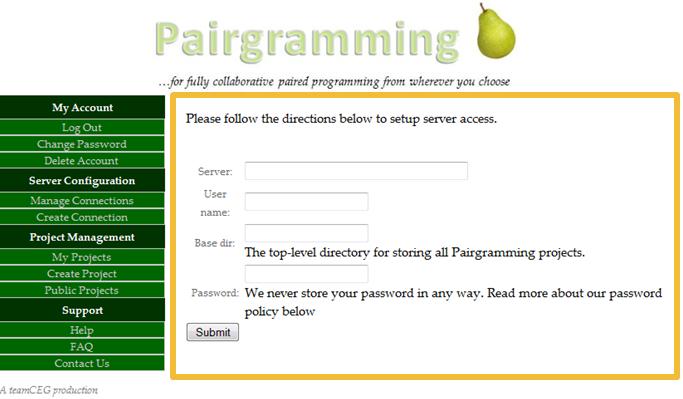 Pairgramming
...for fully collaborative paired programming from wherever you choose
My Account
Log Out
Change Password
Delete Account
Server Configuration
Manage Connections
Create Connection
Project Management
My Projects
Create Project
Public Projects
Support
Help
FAQ
Contact Us
A teamCEG production
Please follow the directions below to setup server access.
Server:
User
name:
Base dir:
The top-level directory for storing all Pairgramming projects.
Password:
We never store your password in any way. Read more about our password
policy below
Submit